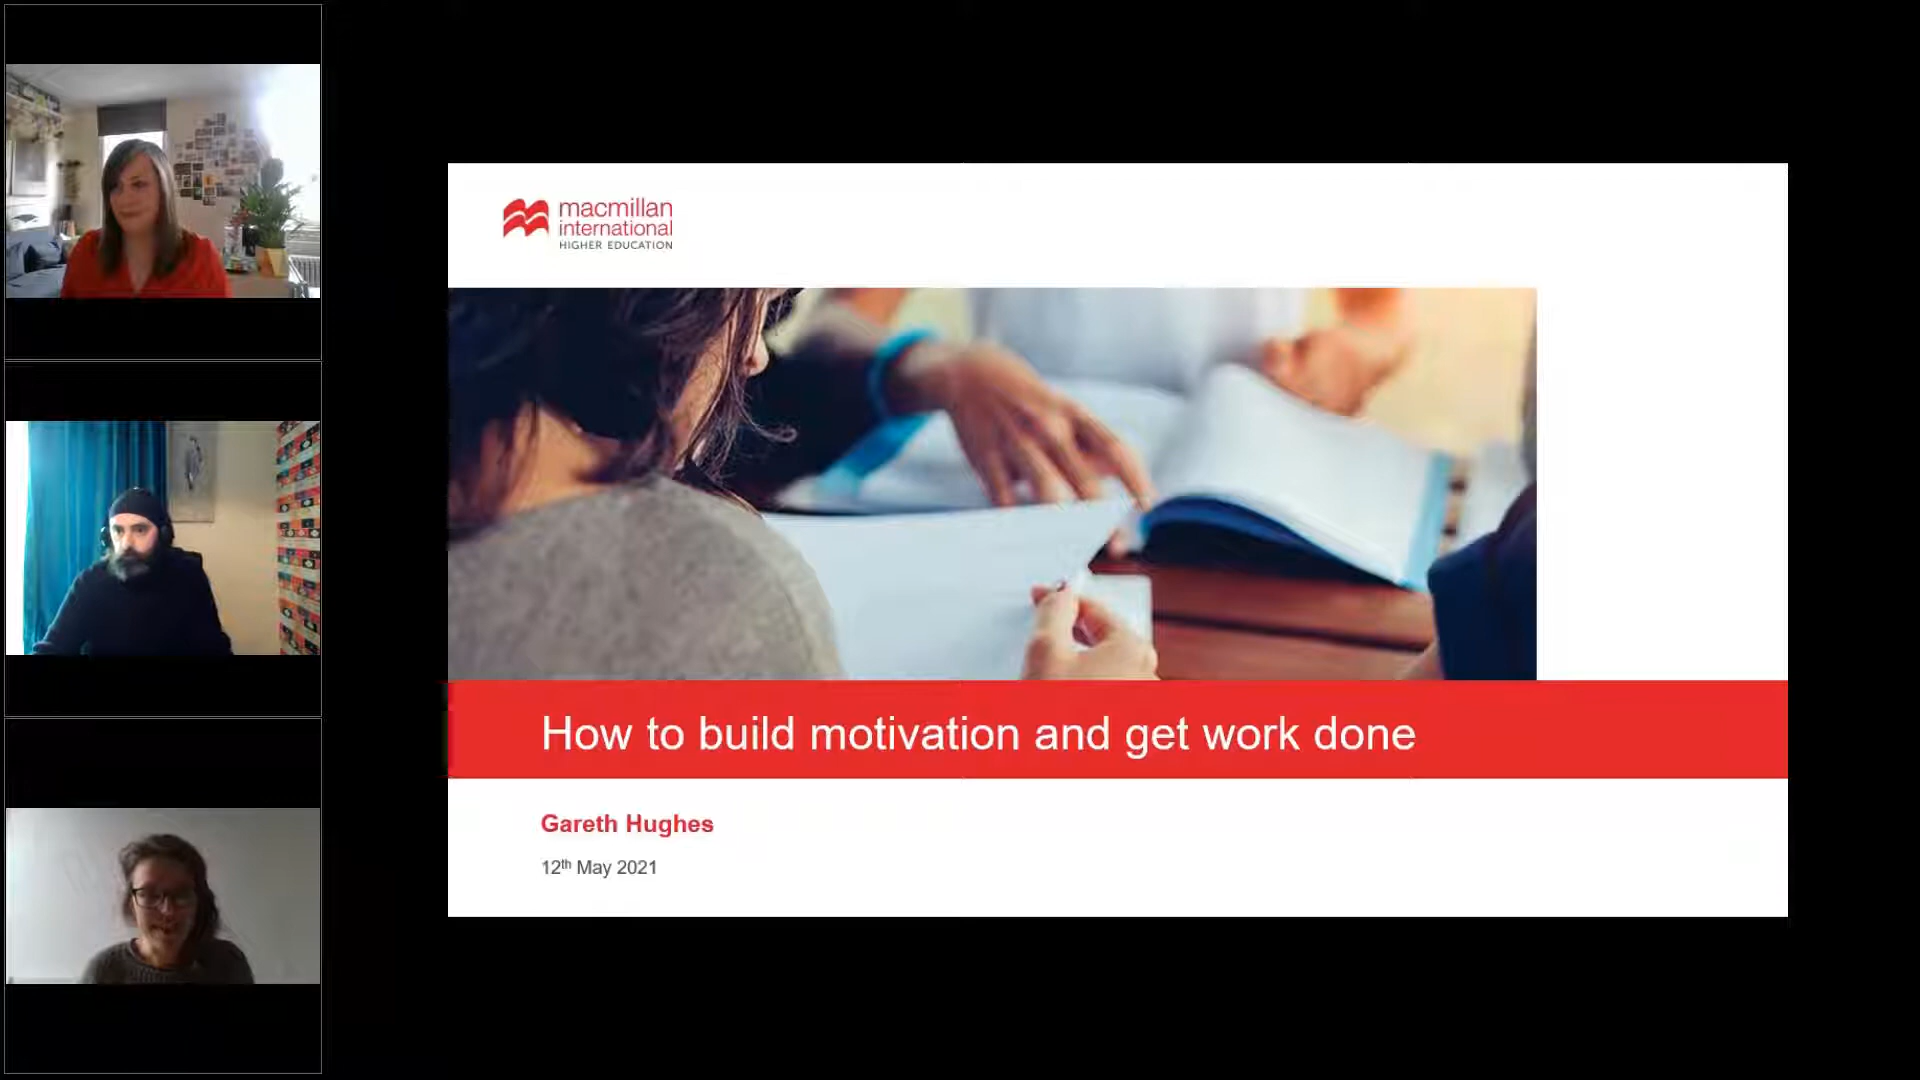 macmillan
international
HIGHER EDUCATION
How to build motivation and get work done
Gareth Hughes
12th May 2021